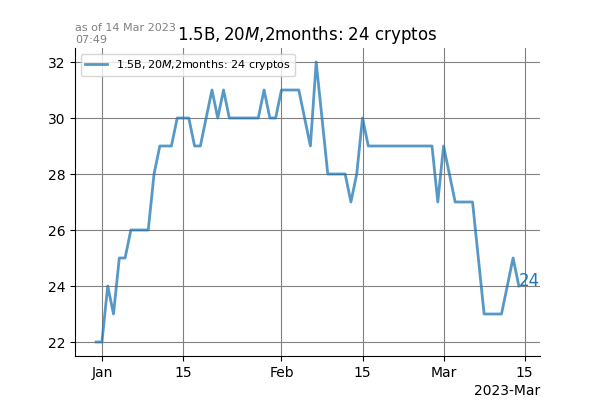 as of 14 Mar 2023
07:49
1.5B, 20M,2months: 24 cryptos
1.5B, 20M,2months: 24 cryptos
32
30
28
26
24
22
24
Jan
15
Feb
15
Mar
15
2023-Mar